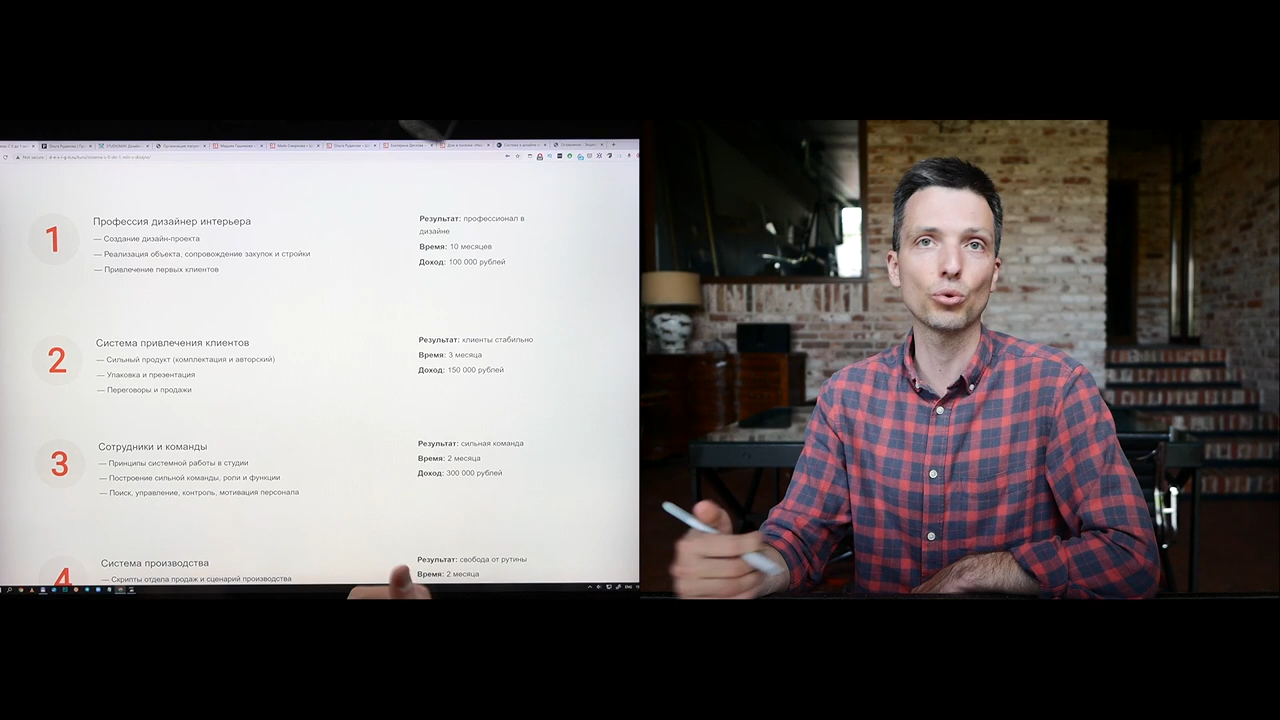 Not secure
1
Профессия дизайнер интерьера
— Создание дизайн-проекта
— Реализация объекта, сопровождение закупок и стройки
— Привлечение первых клиентов
Результат: профессионал в
дизайне
Время: 10 месяцев
Доход: 100 000 рублей
2
Система привлечения клиентов
— Сильный продукт (комплектация и авторский)
— Упаковка и презентация
— Переговоры и продажи
Результат: клиенты стабильно
Время: 3 месяца
Доход: 150 000 рублей
3
Сотрудники и команды
— Принципы системной работы в студии
— Построение сильной команды, роли и функции
— Поиск, управление, контроль, мотивация персонала
Результат: сильная команда
Время: 2 месяца
Доход: 300 000 рублей
4
Система производства
— Скрипты отдела продаж и сценарий производства
Результат: свобода от рутины
Время: 2 месяца
ENG